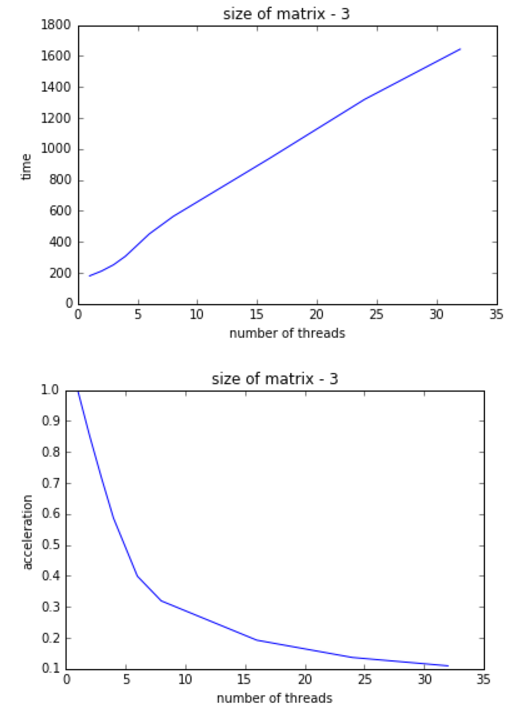 size of matrix - 3
1800
1600
1400
1200
1000
800
600
400
200
0
time
0 5 10 15 20 25 30 35
number of threads
size of matrix - 3
1.0
0.9
0.8
0.7
0.6
0.5
0.4
0.3
0.2
0.1
acceleration
0 5 10 15 20 25 30 35
number of threads